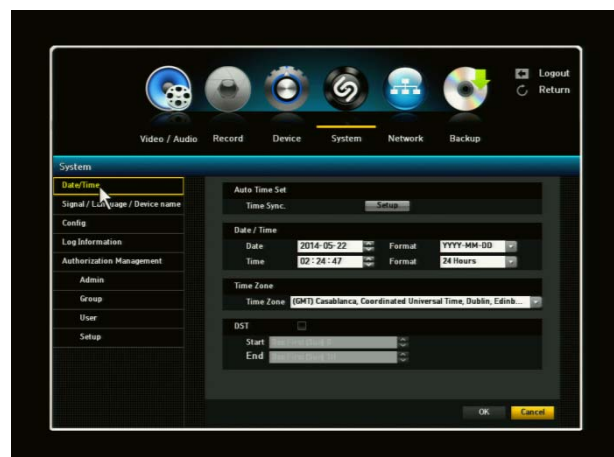 Logout
Return
Video / Audio Record Device System Network Backup
System
Date/Time
Signal / Language / Device name
Config
Log Information
Authorization Management
Admin
Group
User
Setup
Auto Time Set
Time Sync. Setup
Date / Time
Date 2014-05-22 Format YYYY-MM-DD
Time 02:24:47 Format 24 Hours
Time Zone
Time Zone (GMT) Casablanca, Coordinated Universal Time, Dublin, Edinb...
DST
Start
End
OK Cancel